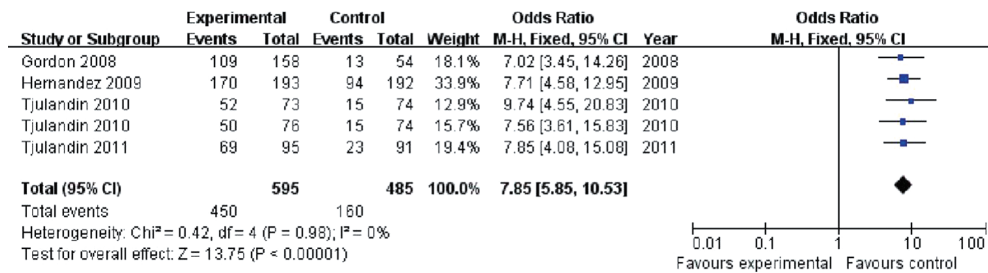 Experimental Control Odds Ratio Odds Ratio
Study or Subgroup Events Total Events Total Weight M-H, Fixed, 95% CI Year M-H, Fixed, 95% CI
Gordon 2008 109 158 13 54 18.1% 7.02 [3.45, 14.26] 2008
Hernandez 2009 170 193 94 192 33.9% 7.71 [4.58, 12.95] 2009
Tjulandin 2010 52 73 15 74 12.9% 9.74 [4.55, 20.83] 2010
Tjulandin 2010 50 76 15 74 15.7% 7.56 [3.61, 15.83] 2010
Tjulandin 2011 69 95 23 91 19.4% 7.85 [4.08, 15.08] 2011
Total (95% CI) 595 485 100.0% 7.85 [5.85, 10.53]
Total events 450 160
Heterogeneity: Chi² = 0.42, df = 4 (P = 0.98); I² = 0%
Test for overall effect: Z = 13.75 (P < 0.00001)
0.01 0.1 1 10 100
Favours experimental Favours control